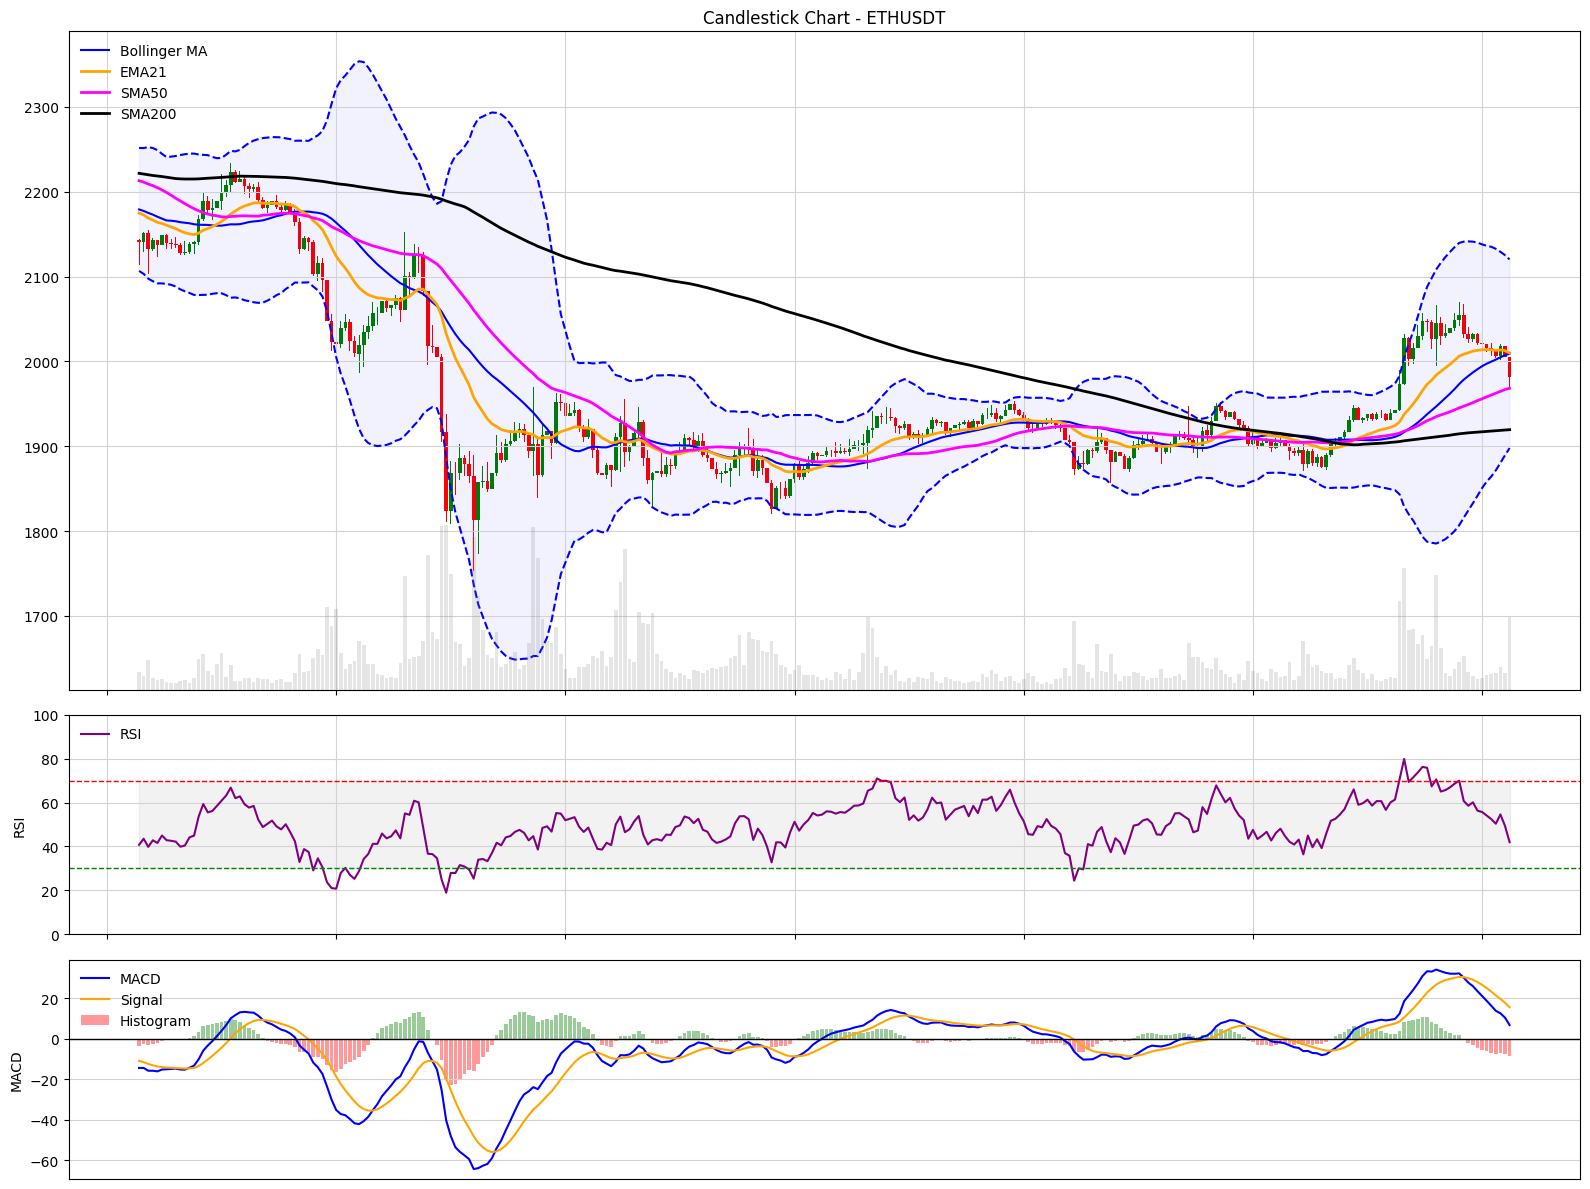 Candlestick Chart - ETHUSDT
Bollinger MA
EMA21
SMA50
SMA200
2300
2200
2100
2000
1900
1800
1700
RSI
100
80
60
40
20
0
RSI
MACD
Signal
Histogram
20
0
−20
−40
−60
MACD